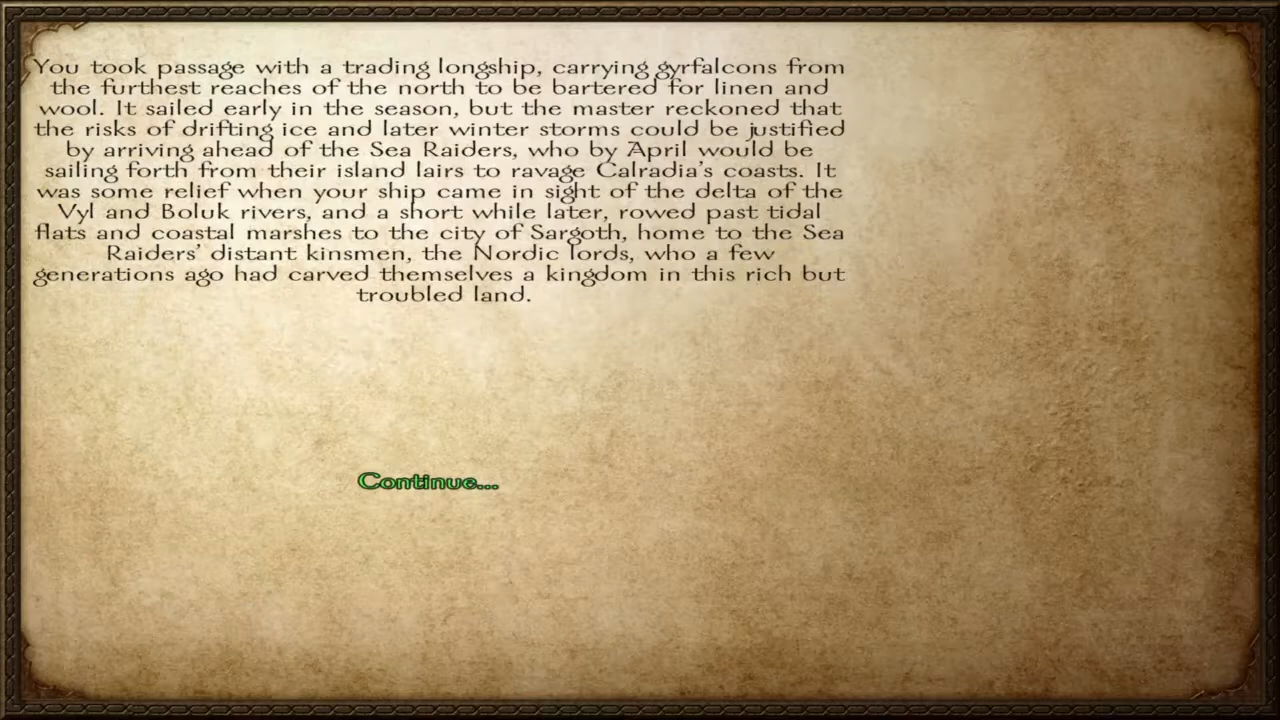 You took passage with a trading longship, carrying gyrfalcons from
the furthest reaches of the north to be bartered for linen and
wool. It sailed early in the season, but the master reckoned that
the risks of drifting ice and later winter storms could be justified
by arriving ahead of the Sea Raiders, who by April would be
sailing forth from their island lairs to ravage Calradia's coasts. It
was some relief when your ship came in sight of the delta of the
Vyl and Boluk rivers, and a short while later, rowed past tidal
flats and coastal marshes to the city of Sargoth, home to the Sea
Raiders' distant kinsmen, the Nordic lords, who a few
generations ago had carved themselves a kingdom in this rich but
troubled land.
Continue...